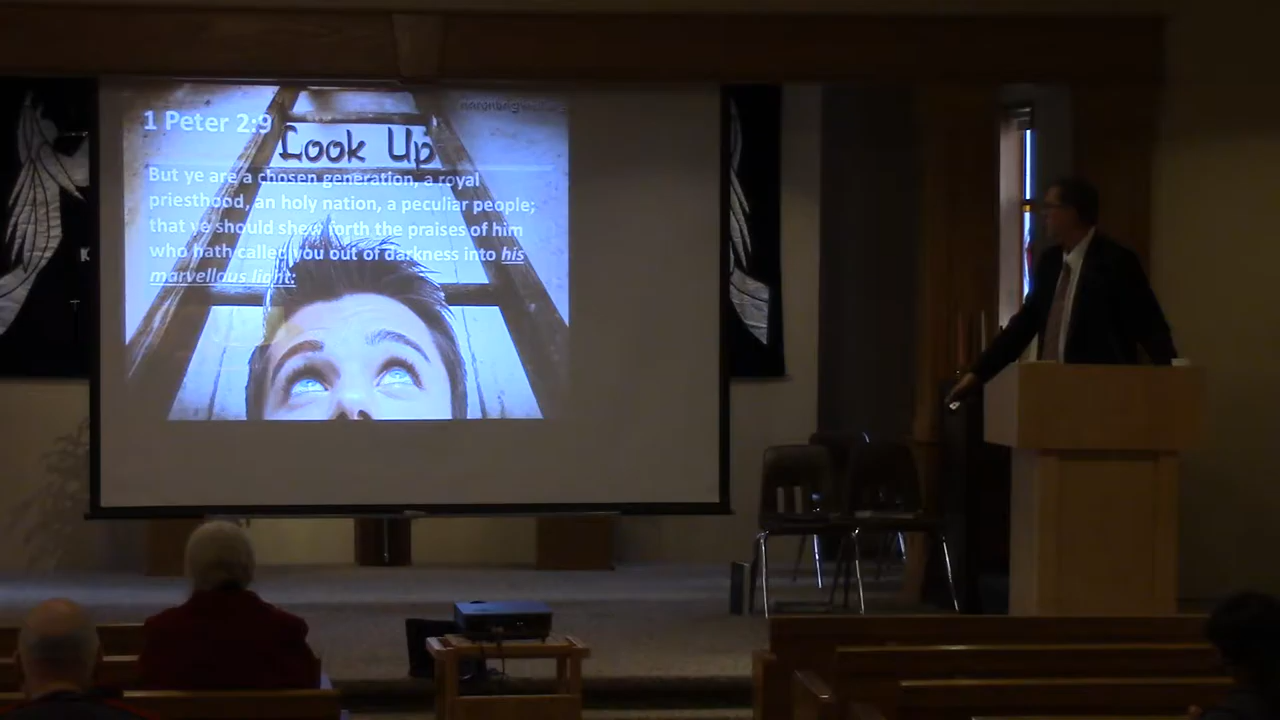 1 Peter 2:9
Look Up
But ye are a chosen generation, a royal
priesthood, an holy nation, a peculiar people;
that ye should shew forth the praises of him
who hath called you out of darkness into his
marvellous light:
K